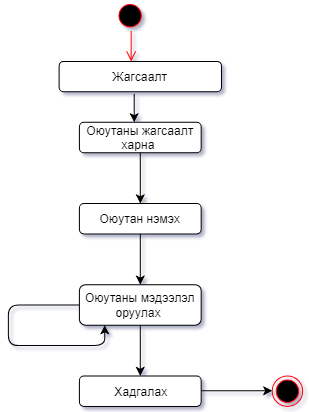 Жагсаалт
Оюутаны жагсаалт
харна
Оюутан нэмэх
Оюутаны мэдээлэл
оруулах
Хадгалах